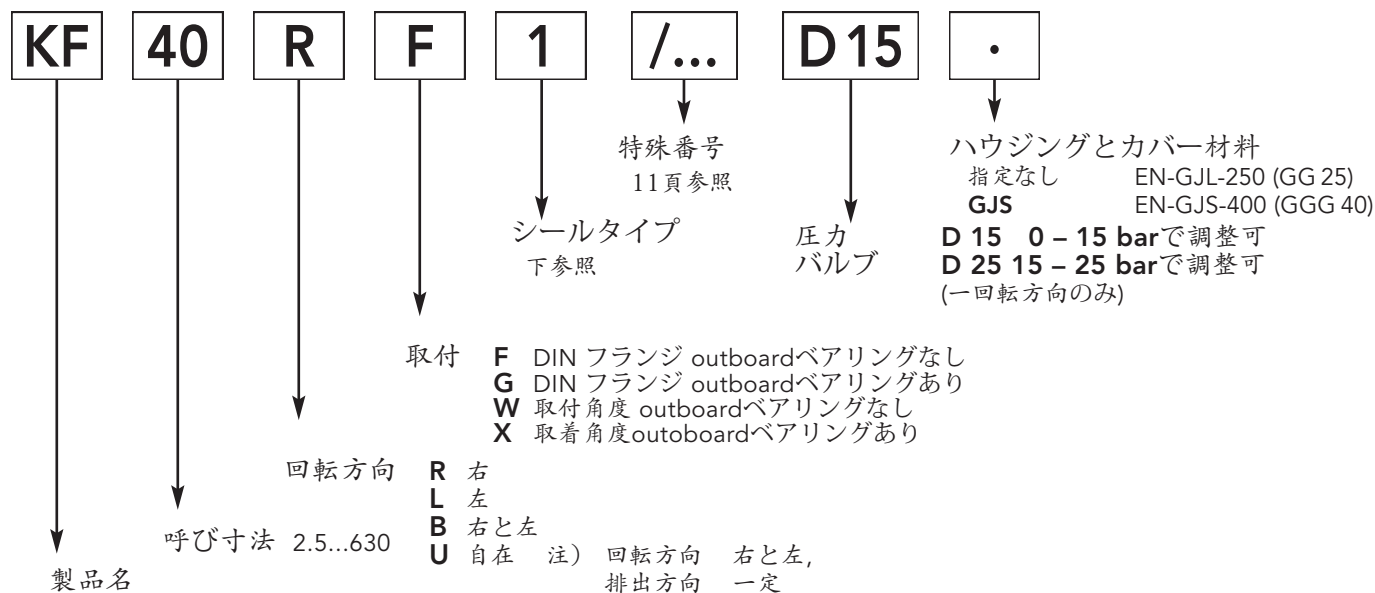 KF 40 R F 1 /... D 15 ·
ハウジングとカバー材料
指定なし EN-GJL-250 (GG 25)
GJS EN-GJS-400 (GGG 40)
特殊番号
11頁参照
圧力
バルブ
D 15 0 – 15 barで調整可
D 25 15 – 25 barで調整可
(一回転方向のみ)
シールタイプ
下参照
取付 F DIN フランジ outboardベアリングなし
G DIN フランジ outboardベアリングあり
W 取付角度 outboardベアリングなし
X 取着角度outoboardベアリングあり
回転方向 R 右
L 左
B 右と左
U 自在 注) 回転方向 右と左,
排出方向 一定
呼び寸法 2.5...630
製品名